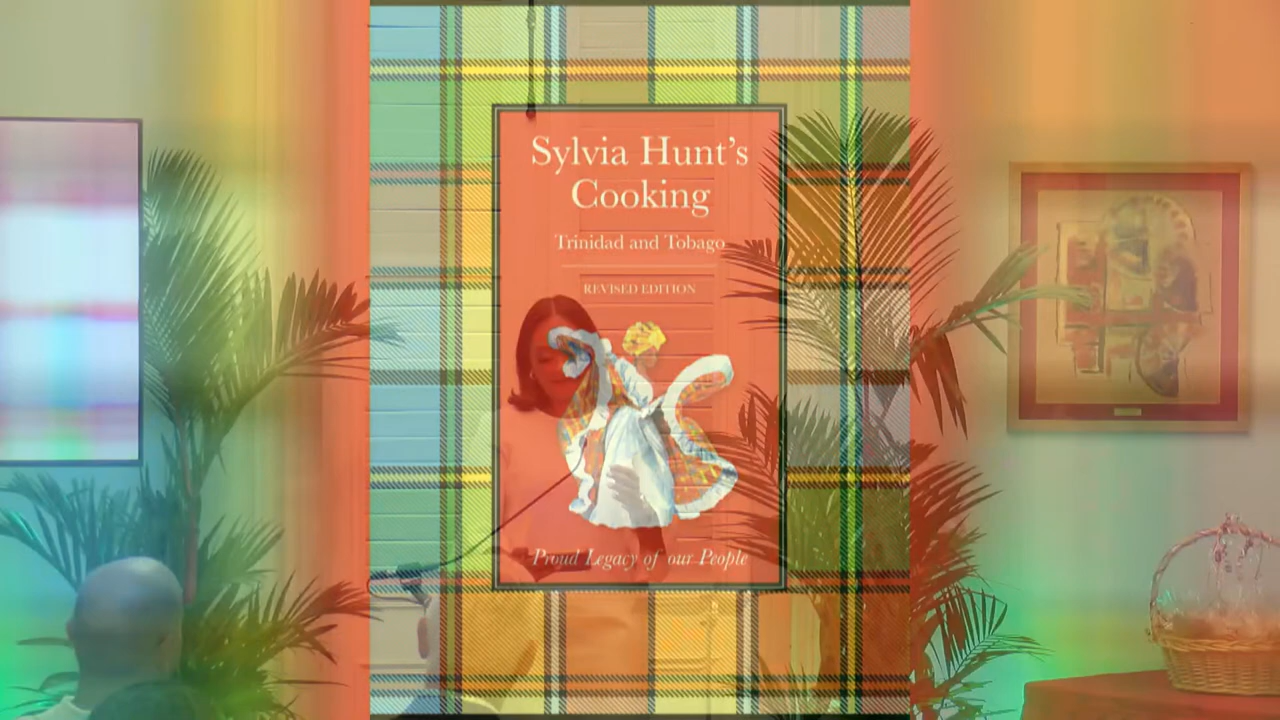 Sylvia Hunt's
Cooking
Trinidad and Tobago
REVISED EDITION
Proud Legacy of our People